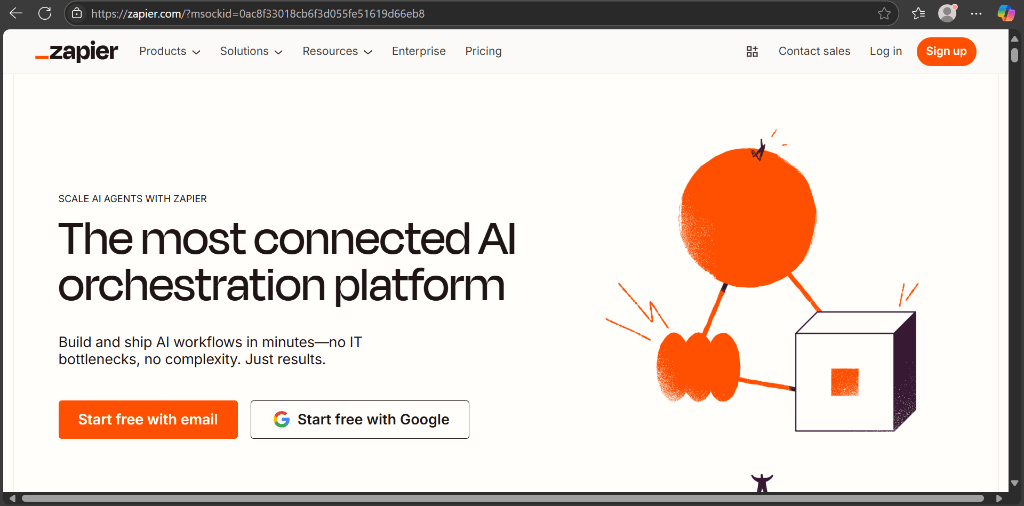 https://zapier.com/?msockid=0ac8f33018cb6f3d055fe51619d66eb8
_zapier Products Solutions Resources Enterprise Pricing Contact sales Log in Sign up
SCALE AI AGENTS WITH ZAPIER
The most connected AI
orchestration platform
Build and ship AI workflows in minutes—no IT
bottlenecks, no complexity. Just results.
Start free with email Start free with Google